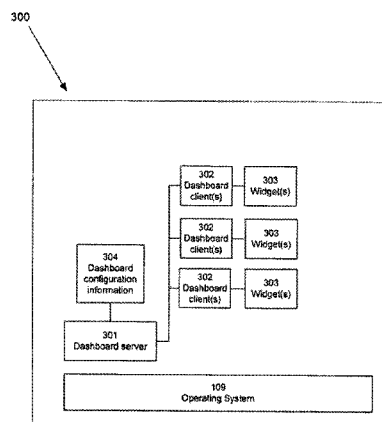 300
302
Dashboard
client(s)
303
Widget(s)
302
Dashboard
client(s)
303
Widget(s)
304
Dashboard
configuration
information
302
Dashboard
client(s)
303
Widget(s)
301
Dashboard server
109
Operating System